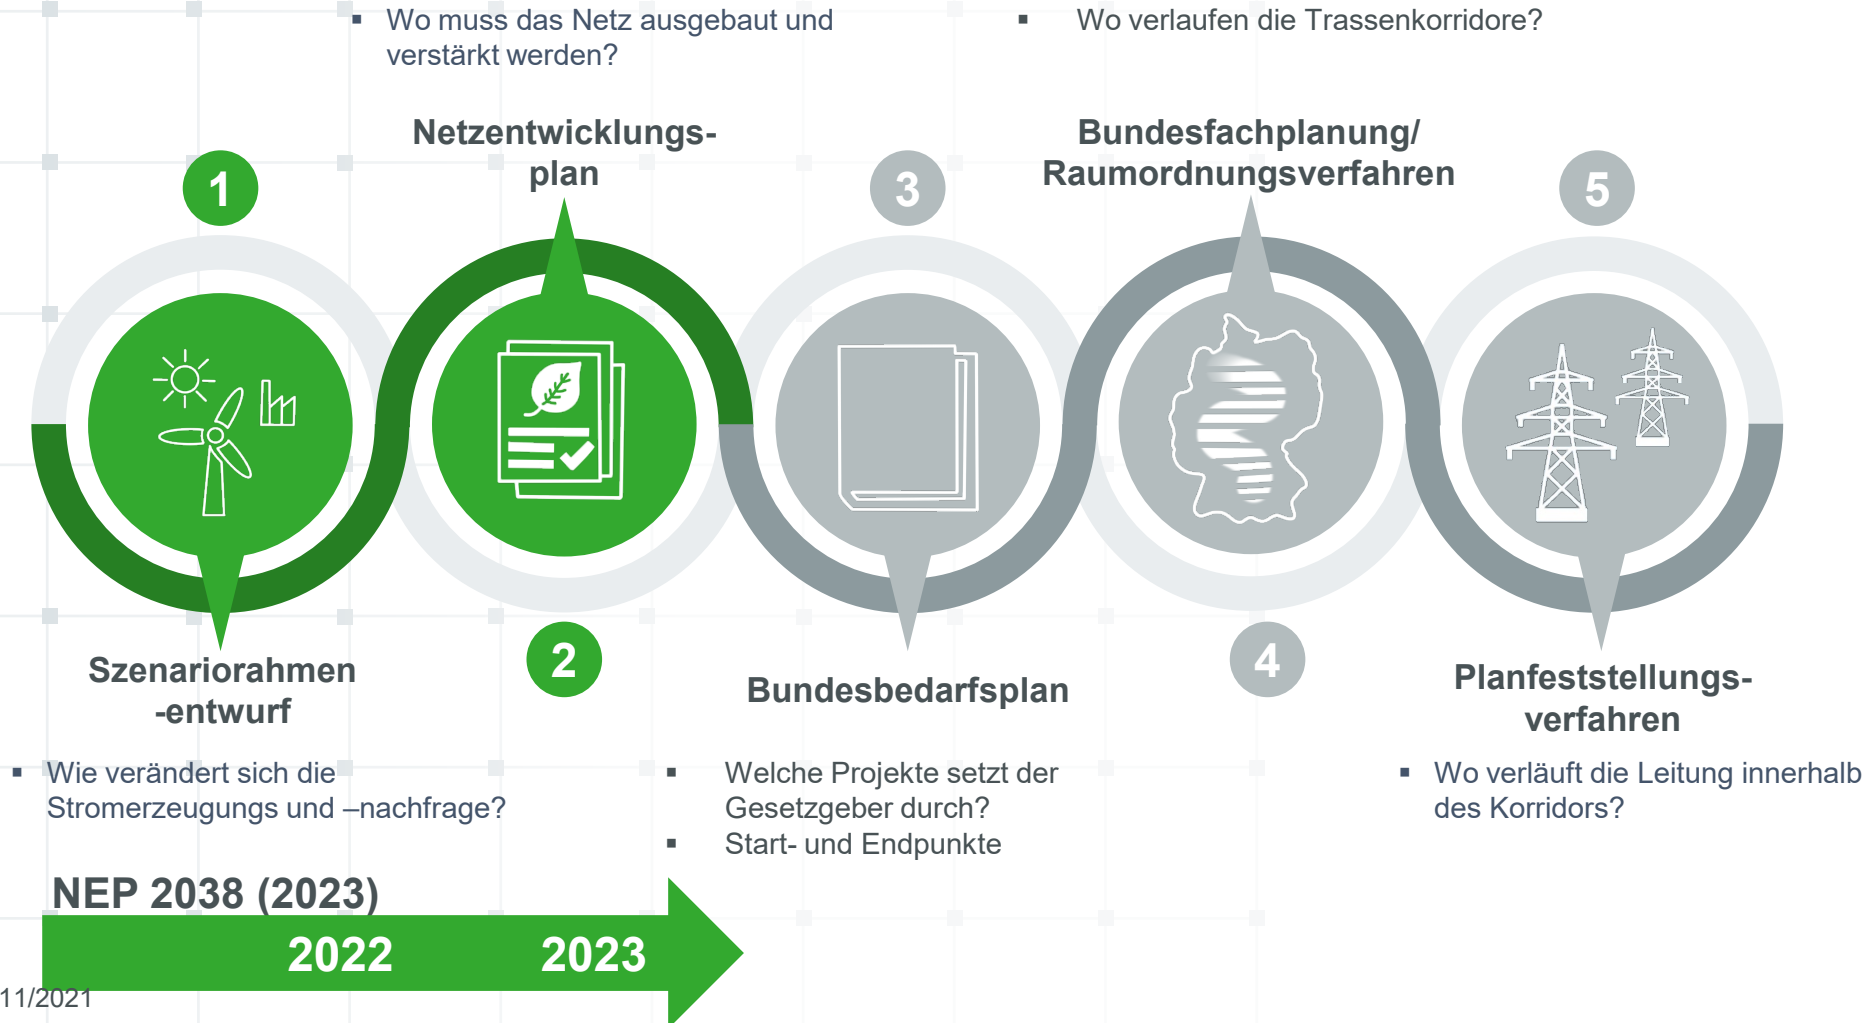 ▪ Wo muss das Netz ausgebaut und
verstärkt werden?
▪ Wo verlaufen die Trassenkorridore?
Netzentwicklungs-
plan
Bundesfachplanung/
Raumordnungsverfahren
1
3
5
2
4
Szenariorahmen
-entwurf
Bundesbedarfsplan
Planfeststellungs-
verfahren
▪ Wie verändert sich die
Stromerzeugungs und –nachfrage?
▪ Welche Projekte setzt der
Gesetzgeber durch?
▪ Start- und Endpunkte
▪ Wo verläuft die Leitung innerhalb
des Korridors?
NEP 2038 (2023)
2022
2023
11/2021